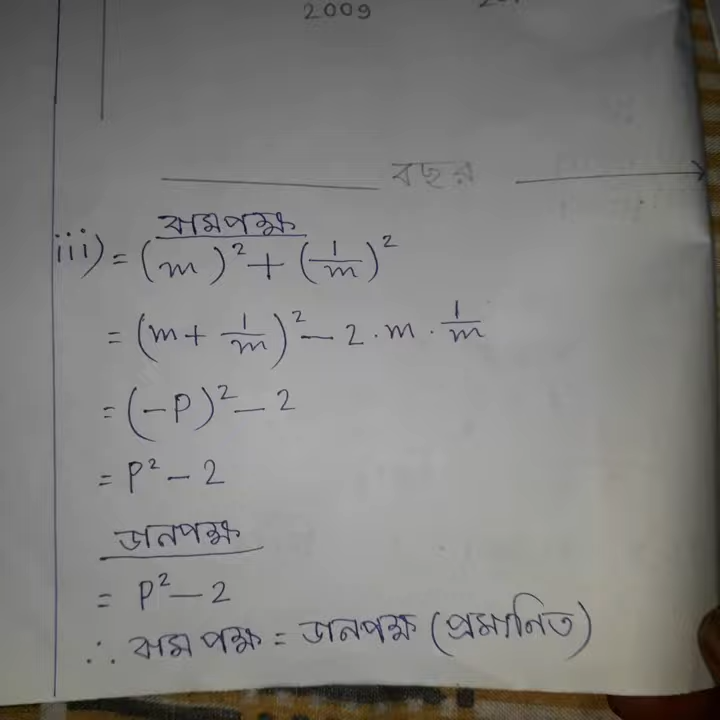 2009
বছর
বামপক্ষ
iii) = (m)² + (1/m)²
= (m + 1/m)² - 2 . m . 1/m
= (-P)² - 2
= P² - 2
ডানপক্ষ
= P² - 2
∴ বাম পক্ষ = ডানপক্ষ (প্রমানিত)